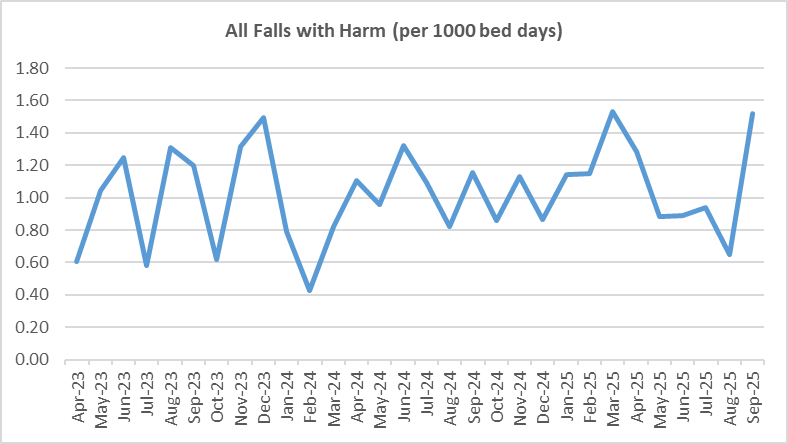 All Falls with Harm (per 1000 bed days)
1.80
1.60
1.40
1.20
1.00
0.80
0.60
0.40
0.20
0.00
Apr-23
May-23
Jun-23
Jul-23
Aug-23
Sep-23
Oct-23
Nov-23
Dec-23
Jan-24
Feb-24
Mar-24
Apr-24
May-24
Jun-24
Jul-24
Aug-24
Sep-24
Oct-24
Nov-24
Dec-24
Jan-25
Feb-25
Mar-25
Apr-25
May-25
Jun-25
Jul-25
Aug-25
Sep-25